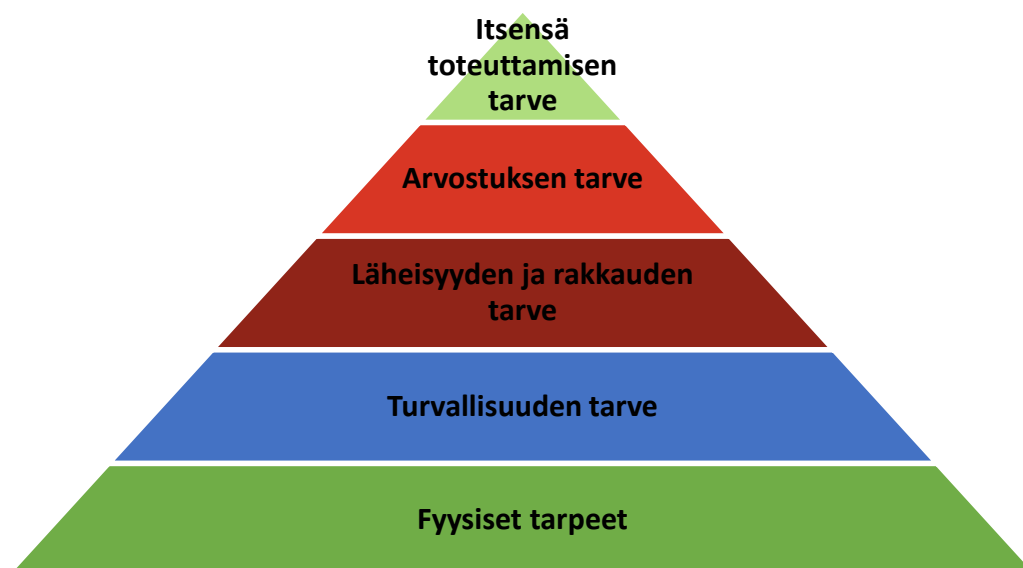 Itsensä
toteuttamisen
tarve
Arvostuksen tarve
Läheisyyden ja rakkauden
tarve
Turvallisuuden tarve
Fyysiset tarpeet